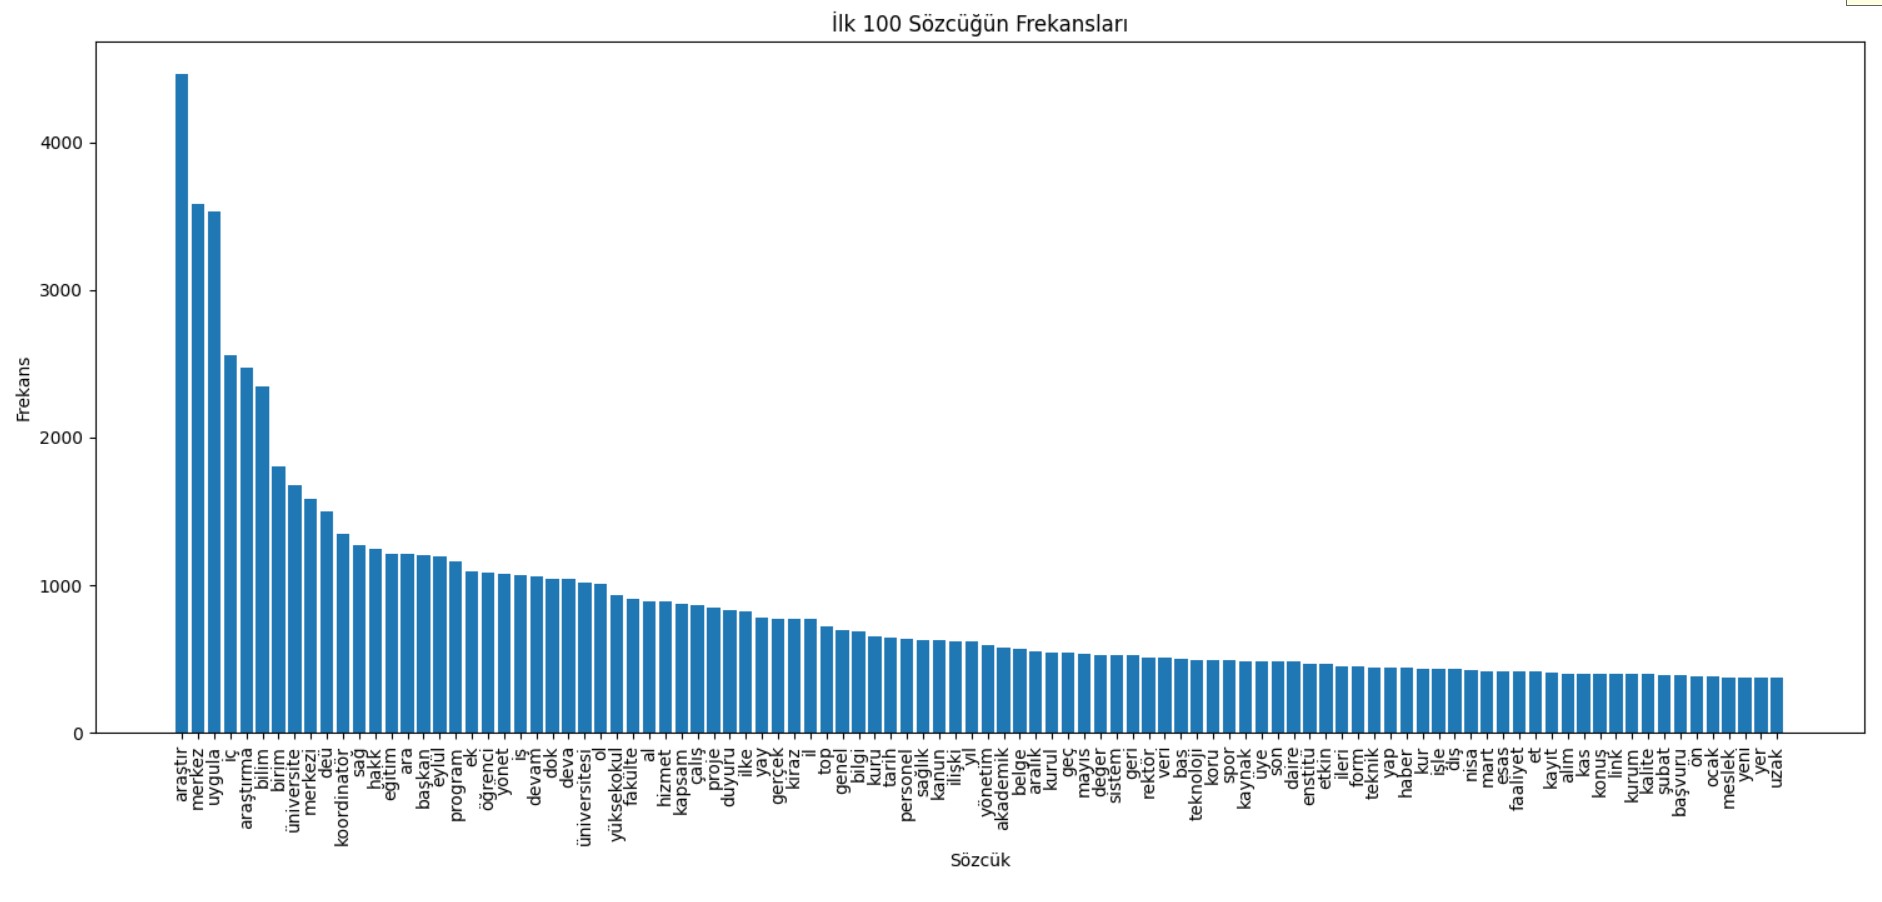 İlk 100 Sözcüğün Frekansları
Frekans
4000
3000
2000
1000
0
araştır
merkez
uygula
iç
araştırma
bilim
birim
üniversite
merkezi
deü
koordinatör
sağ
hakk
eğitim
ara
başkan
eylül
program
ek
öğrenci
yönet
iş
devam
dok
deva
üniversitesi
ol
yüksekokul
fakülte
al
hizmet
kapsam
çalış
proje
duyuru
ilke
yay
gerçek
kiraz
il
top
genel
bilgi
kuru
tarih
personel
sağlık
kanun
ilişki
yıl
yönetim
akademik
belge
aralık
kurul
geç
mayıs
değer
sistem
geri
rektör
veri
baş
teknoloji
koru
spor
kaynak
üye
son
daire
enstitü
etkin
ileri
form
teknik
yap
haber
kur
işle
dış
nisa
mart
esas
faaliyet
et
kayıt
alım
kas
konuş
link
kurum
kalite
şubat
başvuru
ön
ocak
meslek
yeni
yer
uzak
Sözcük